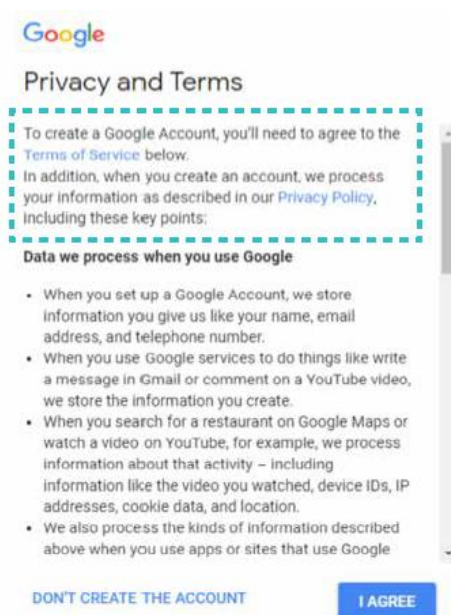 Google
Privacy and Terms
To create a Google Account, you'll need to agree to the
Terms of Service below.
In addition, when you create an account, we process
your information as described in our Privacy Policy,
including these key points:
Data we process when you use Google
• When you set up a Google Account, we store
information you give us like your name, email
address, and telephone number.
• When you use Google services to do things like write
a message in Gmail or comment on a YouTube video,
we store the information you create.
• When you search for a restaurant on Google Maps or
watch a video on YouTube, for example, we process
information about that activity – including
information like the video you watched, device IDs, IP
addresses, cookie data, and location.
• We also process the kinds of information described
above when you use apps or sites that use Google
DON'T CREATE THE ACCOUNT
I AGREE